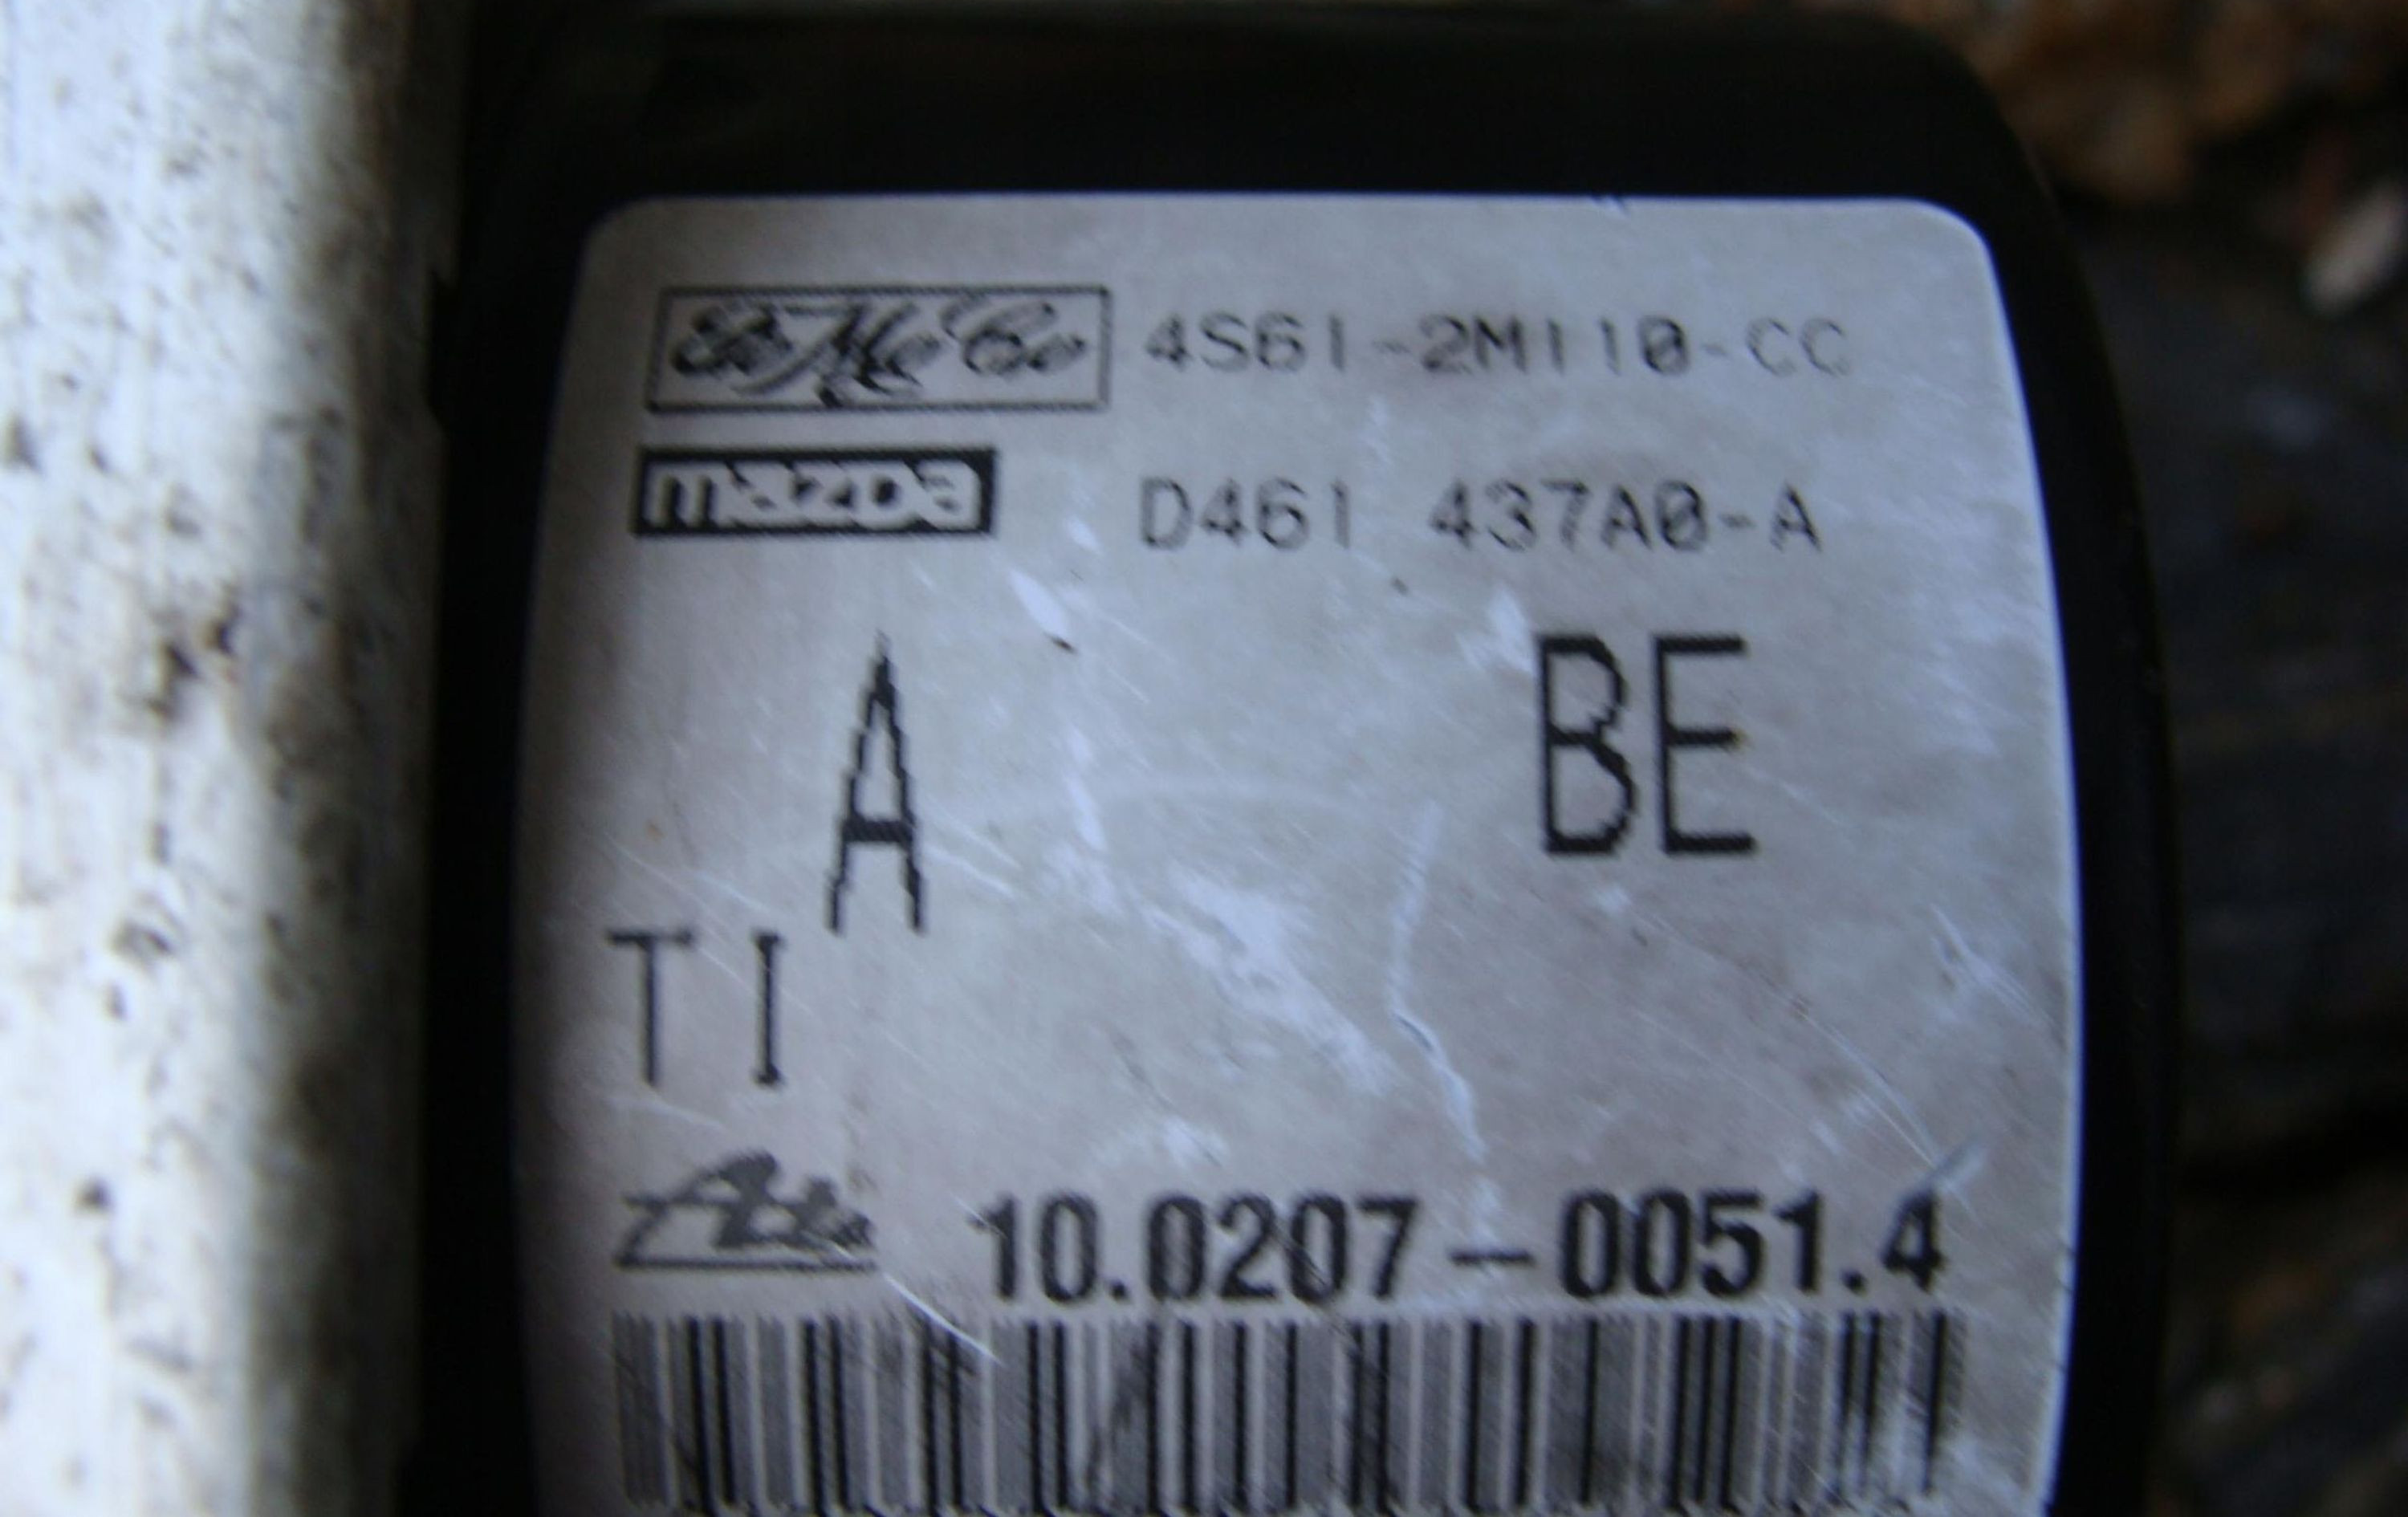 FoMoCo 4S61-2M110-CC
mazda D461 437A0-A
A BE
TI
Ate 10.0207-0051.4